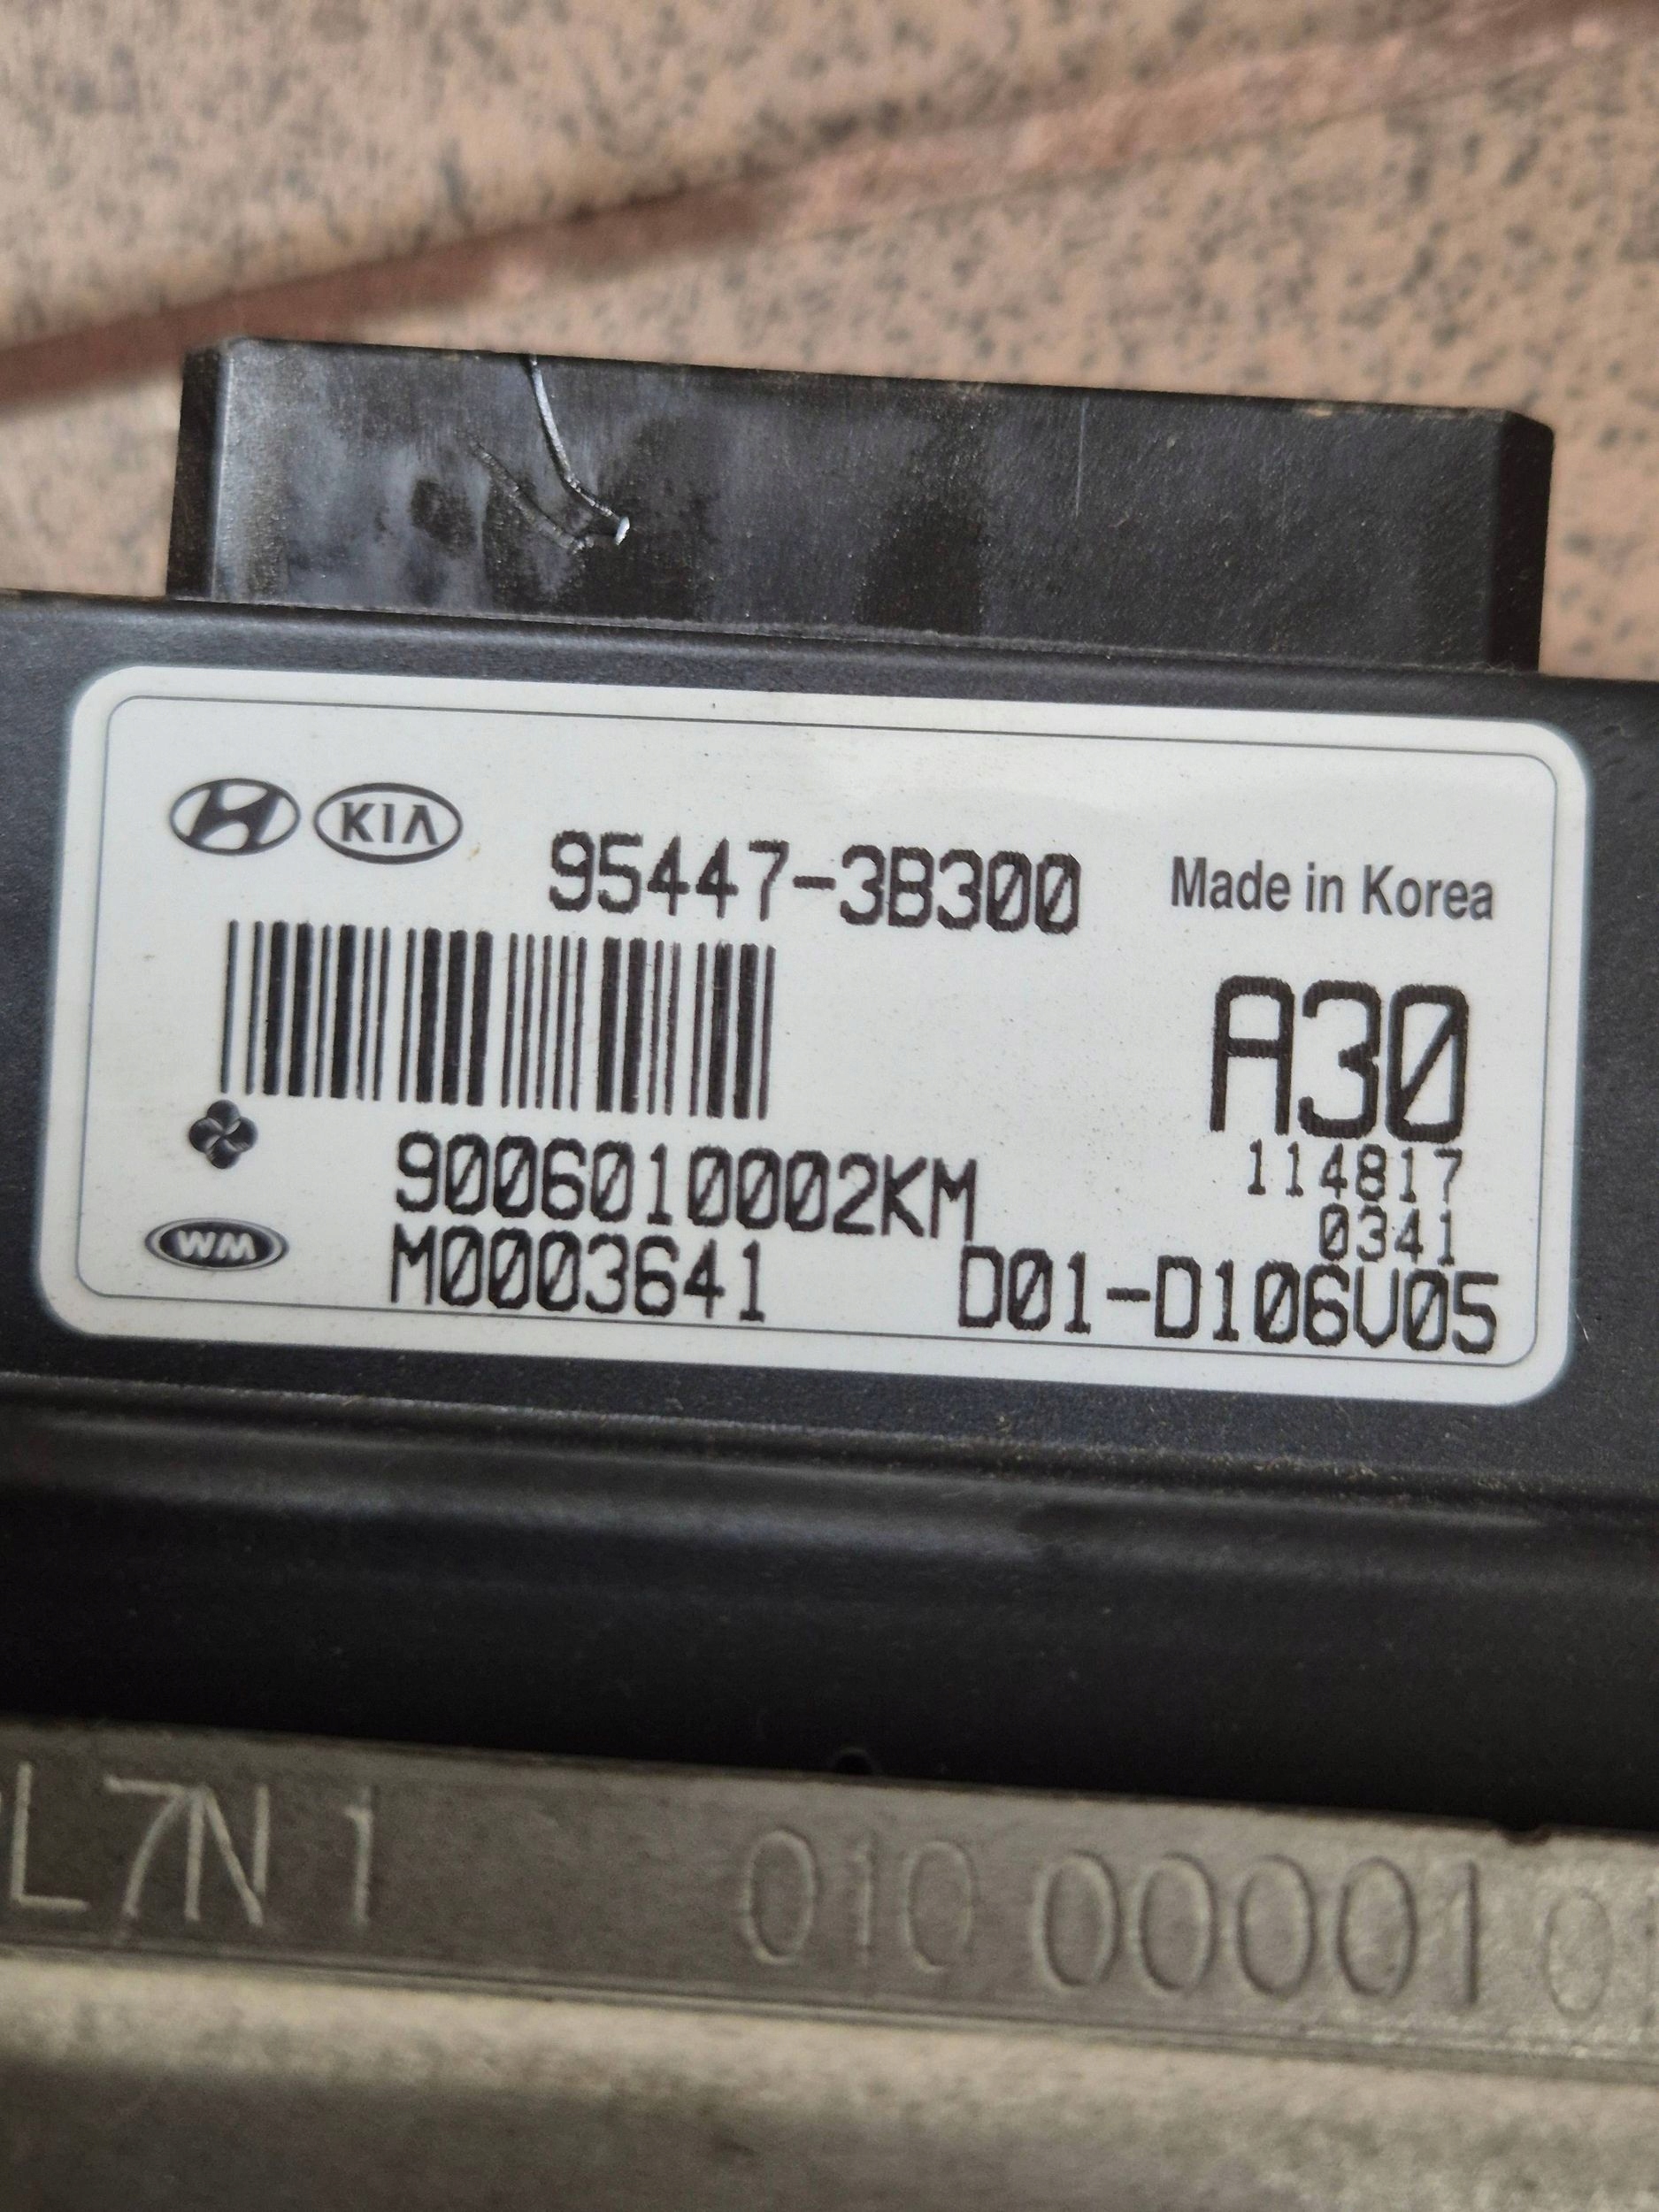 KIA
95447-3B300 Made in Korea
A30
114817
9006010002KM
0341
WM
M0003641 D01-D106V05
L7N1 010 00001